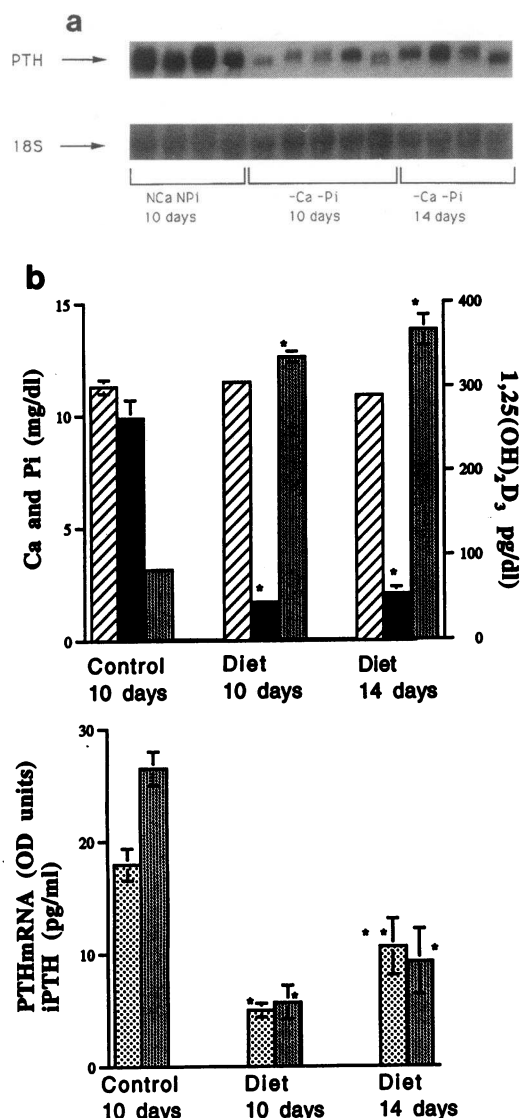 a
PTH
18S
NCa NPi -Ca -Pi -Ca -Pi
10 days 10 days 14 days
b
15
10
5
0
Ca and Pi (mg/dl)
400
300
200
100
0
1,25(OH)2D3 pg/dl)
* * * *
Control Diet Diet
10 days 10 days 14 days
30
20
10
0
PTHmRNA (OD units)
iPTH (pg/ml)
* * * * *
Control Diet Diet
10 days 10 days 14 days